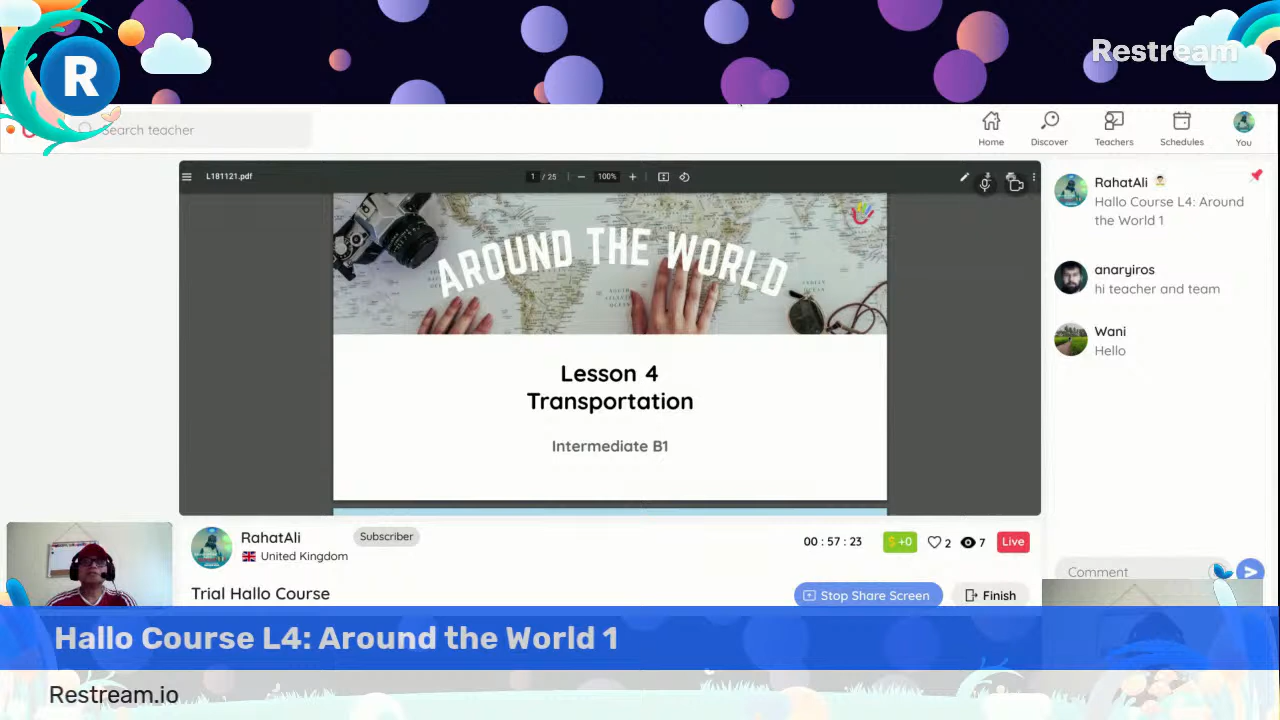 R
Restream
Search teacher
Home
Discover
Teachers
Schedules
You
L181121.pdf
1 / 25
100%
AROUND THE WORLD
Lesson 4
Transportation
Intermediate B1
RahatAli
Hallo Course L4: Around
the World 1
anaryiros
hi teacher and team
Wani
Hello
RahatAli
Subscriber
United Kingdom
00 : 57 : 23
$ +0
2
7
Live
Trial Hallo Course
Stop Share Screen
Finish
Comment
Hallo Course L4: Around the World 1
Restream.io